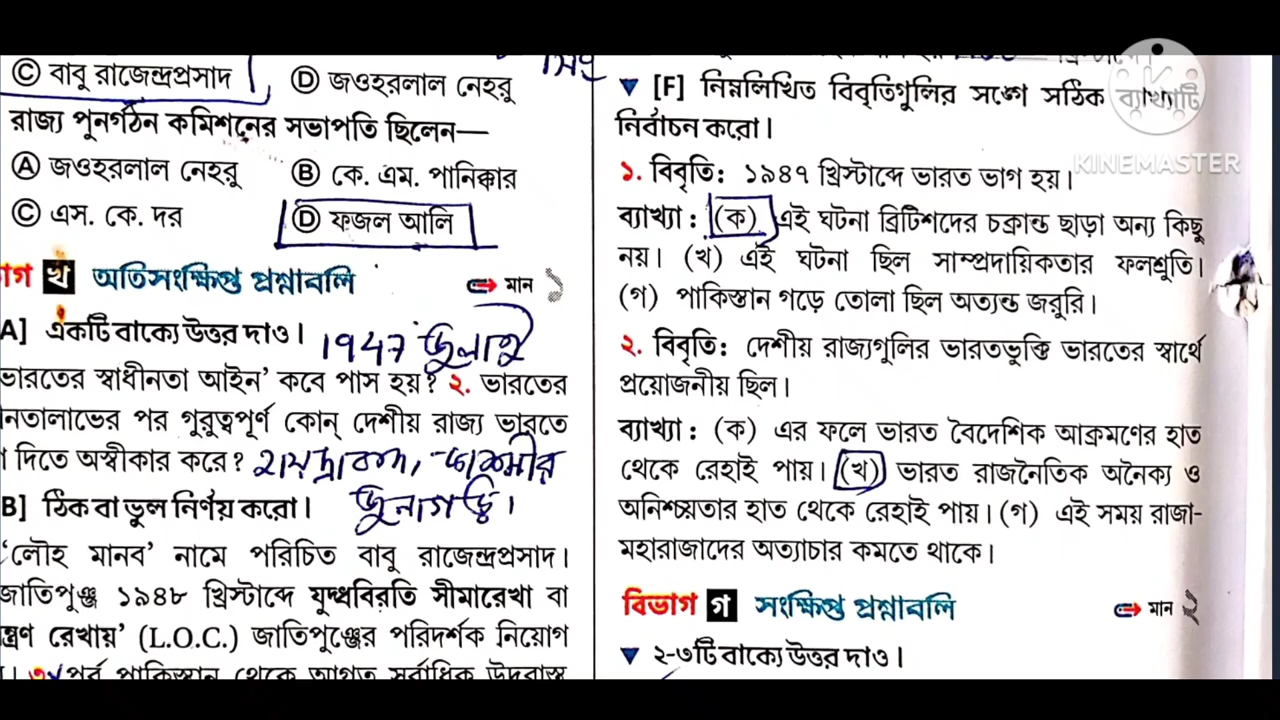 Ⓒ বাবু রাজেন্দ্রপ্রসাদ Ⓓ জওহরলাল নেহরু
রাজ্য পুনর্গঠন কমিশনের সভাপতি ছিলেন—
Ⓐ জওহরলাল নেহরু Ⓑ কে. এম. পানিক্কার
Ⓒ এস. কে. দর Ⓓ ফজল আলি
গ খ অতিসংক্ষিপ্ত প্রশ্নাবলি মান ১
A] একটি বাক্যে উত্তর দাও।
1947 জুলাই
ভারতের স্বাধীনতা আইন’ কবে পাস হয়? ২. ভারতের
নতালাভের পর গুরুত্বপূর্ণ কোন্ দেশীয় রাজ্য ভারতে
দিতে অস্বীকার করে? হায়দ্রাবাদ, কাশ্মীর
B] ঠিক বা ভুল নির্ণয় করো। জুনাগড়।
‘লৌহ মানব’ নামে পরিচিত বাবু রাজেন্দ্রপ্রসাদ।
জাতিপুঞ্জ ১৯৪৮ খ্রিস্টাব্দে যুদ্ধবিরতি সীমারেখা বা
ন্ত্রণ রেখায়’ (L.O.C.) জাতিপুঞ্জের পরিদর্শক নিয়োগ
৩. পূর্ব পাকিস্তান থেকে আগত সর্বাধিক উদবাস্তু
সিং
▼ [F] নিম্নলিখিত বিবৃতিগুলির সঙ্গে সঠিক ব্যাখ্যাটি
নির্বাচন করো।
১. বিবৃতি: ১৯৪৭ খ্রিস্টাব্দে ভারত ভাগ হয়।
ব্যাখ্যা: (ক) এই ঘটনা ব্রিটিশদের চক্রান্ত ছাড়া অন্য কিছু
নয়। (খ) এই ঘটনা ছিল সাম্প্রদায়িকতার ফলশ্রুতি।
(গ) পাকিস্তান গড়ে তোলা ছিল অত্যন্ত জরুরি।
২. বিবৃতি: দেশীয় রাজ্যগুলির ভারতভুক্তি ভারতের স্বার্থে
প্রয়োজনীয় ছিল।
ব্যাখ্যা: (ক) এর ফলে ভারত বৈদেশিক আক্রমণের হাত
থেকে রেহাই পায়। (খ) ভারত রাজনৈতিক অনৈক্য ও
অনিশ্চয়তার হাত থেকে রেহাই পায়। (গ) এই সময় রাজা-
মহারাজাদের অত্যাচার কমতে থাকে।
বিভাগ গ সংক্ষিপ্ত প্রশ্নাবলি মান ২
▼ ২-৩টি বাক্যে উত্তর দাও।
KINEMASTER